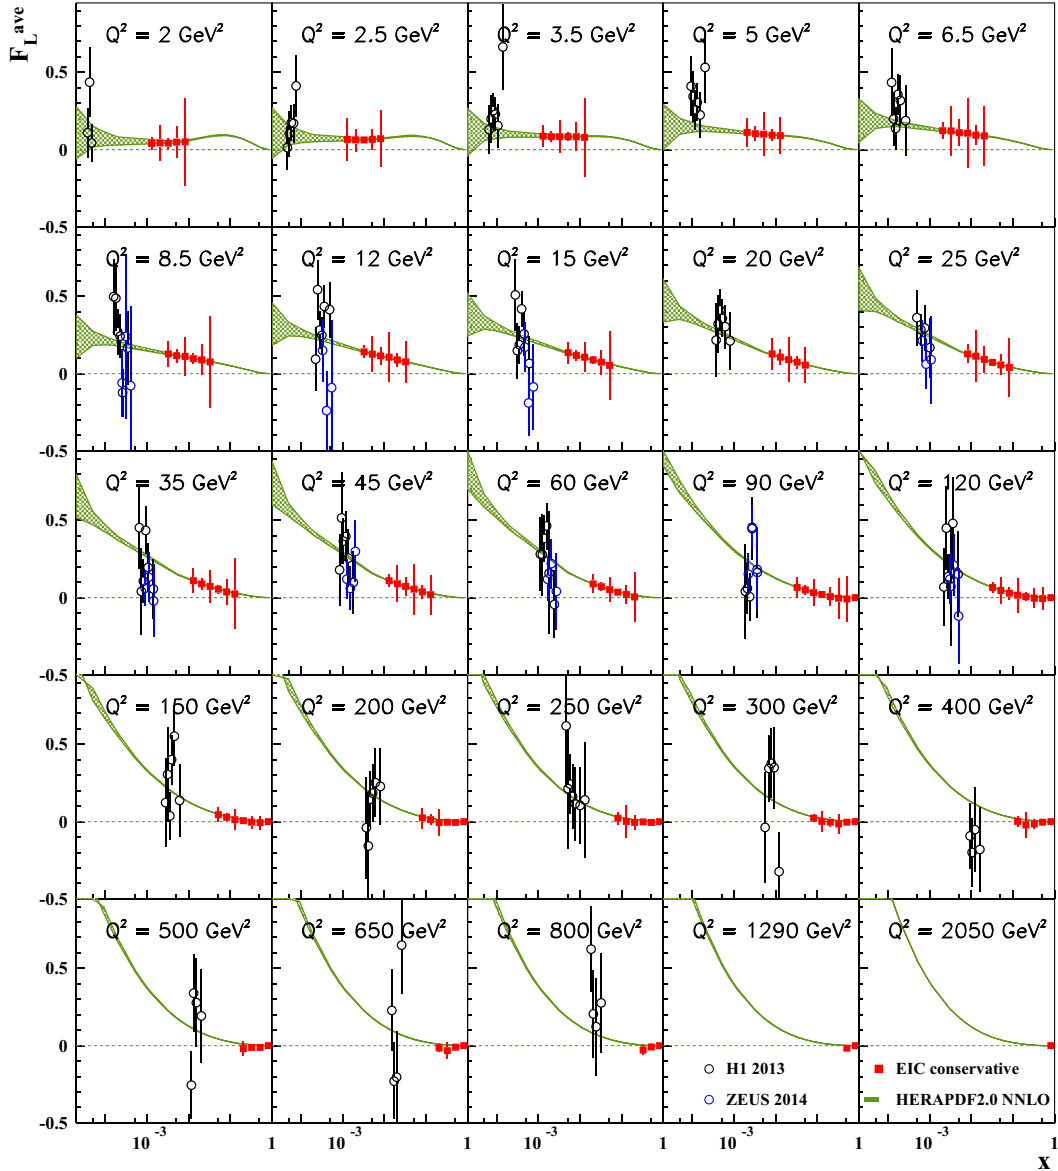 F_L^ave
Q² = 2 GeV² Q² = 2.5 GeV² Q² = 3.5 GeV² Q² = 5 GeV² Q² = 6.5 GeV²
0.5
0
-0.5
Q² = 8.5 GeV² Q² = 12 GeV² Q² = 15 GeV² Q² = 20 GeV² Q² = 25 GeV²
0.5
0
-0.5
Q² = 35 GeV² Q² = 45 GeV² Q² = 60 GeV² Q² = 90 GeV² Q² = 120 GeV²
0.5
0
-0.5
Q² = 150 GeV² Q² = 200 GeV² Q² = 250 GeV² Q² = 300 GeV² Q² = 400 GeV²
0.5
0
-0.5
Q² = 500 GeV² Q² = 650 GeV² Q² = 800 GeV² Q² = 1290 GeV² Q² = 2050 GeV²
0.5
0
-0.5
H1 2013 EIC conservative
ZEUS 2014 HERAPDF2.0 NNLO
10⁻³ 1 10⁻³ 1 10⁻³ 1 10⁻³ 1 10⁻³ 1
x